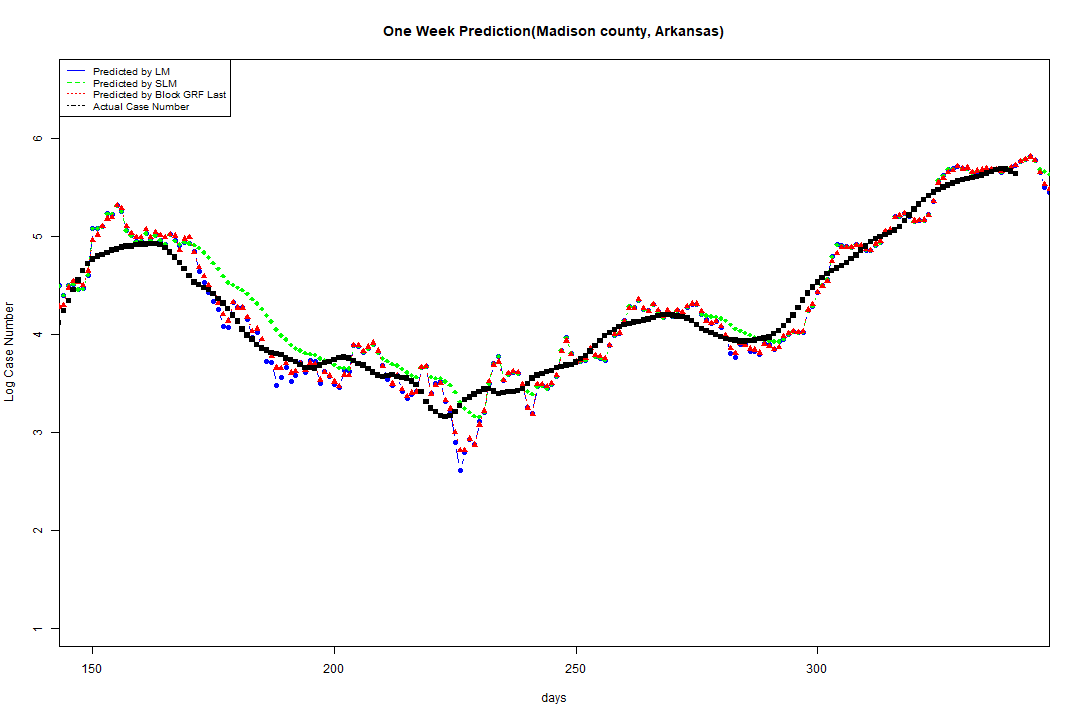 One Week Prediction(Madison county, Arkansas)
Predicted by LM
Predicted by SLM
Predicted by Block GRF Last
Actual Case Number
6
5
4
3
2
1
Log Case Number
150 200 250 300
days